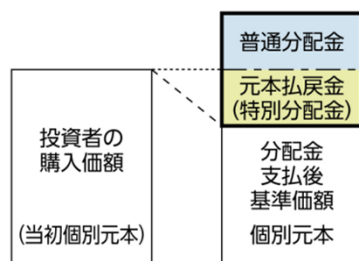 普通分配金
元本払戻金
(特別分配金)
投資者の
購入価額
(当初個別元本)
分配金
支払後
基準価額
個別元本